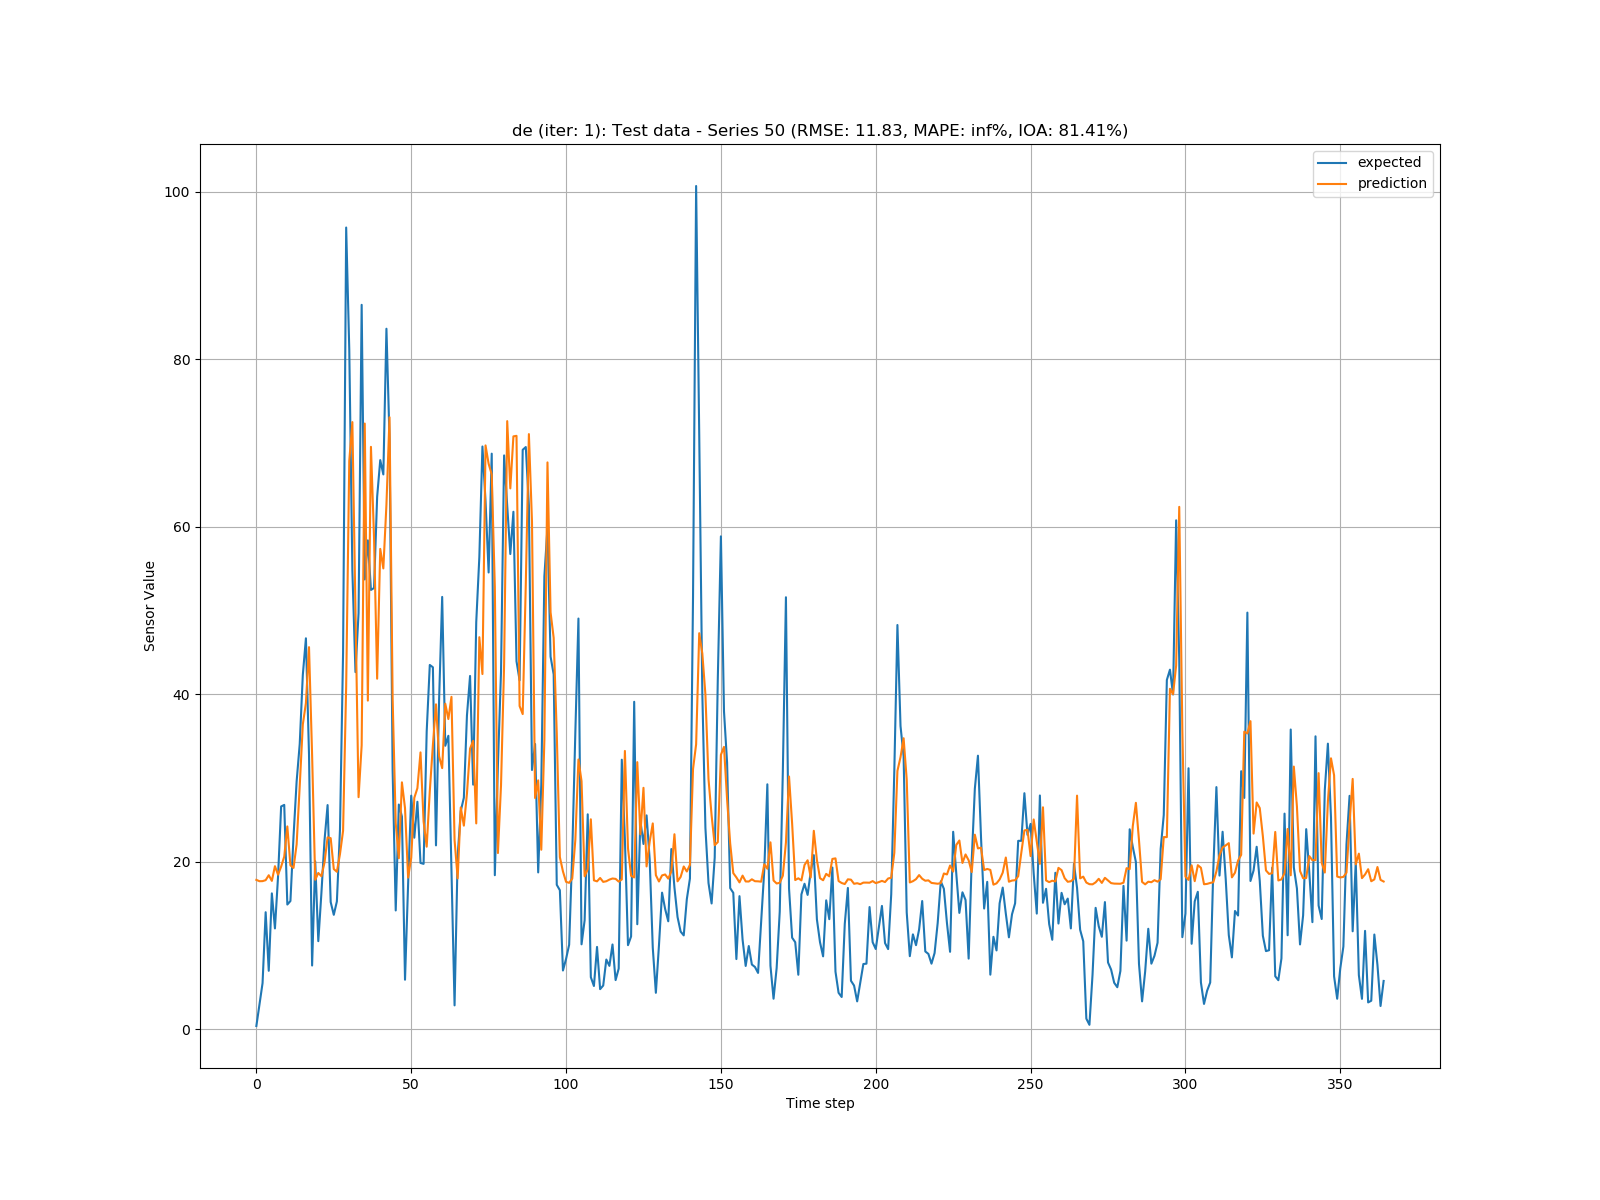 de (iter: 1): Test data - Series 50 (RMSE: 11.83, MAPE: inf%, IOA: 81.41%)
expected
prediction
100
80
60
40
20
0
Sensor Value
0 50 100 150 200 250 300 350
Time step